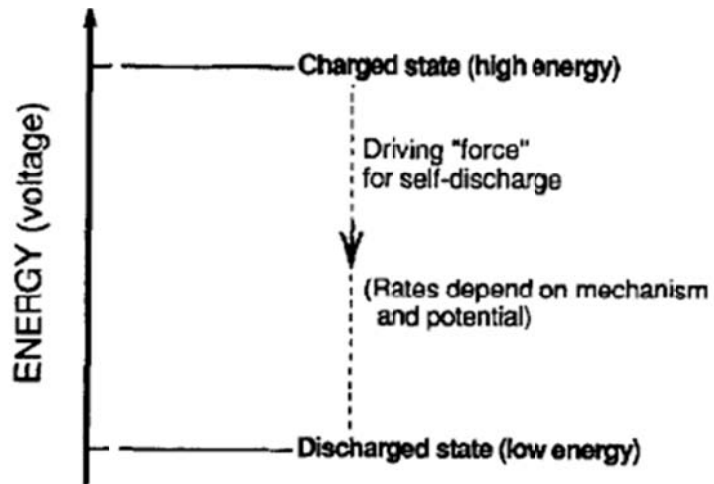 Charged state (high energy)
Driving "force"
for self-discharge
(Rates depend on mechanism
and potential)
Discharged state (low energy)
ENERGY (voltage)